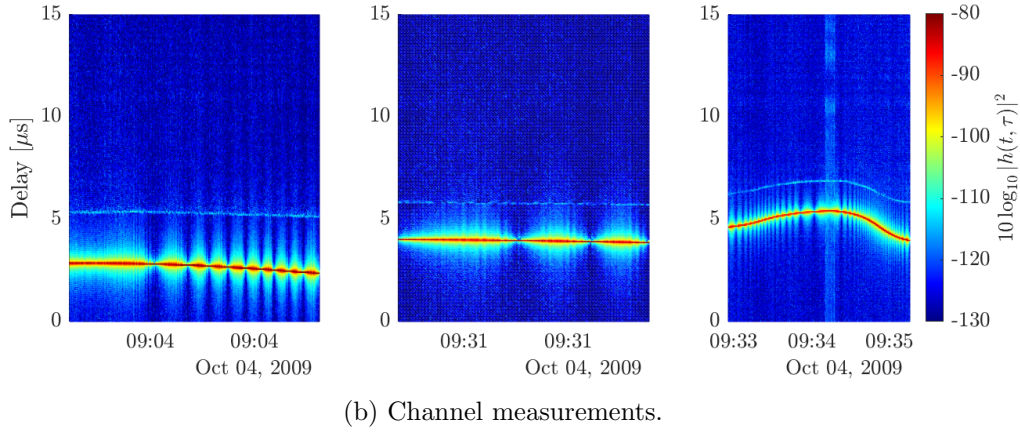 Delay [μs]
15
10
5
0
09:04 09:04
Oct 04, 2009
15
10
5
0
09:31 09:31
Oct 04, 2009
15
10
5
0
09:33 09:34 09:35
Oct 04, 2009
-80
-90
-100
-110
-120
-130
10 log₁₀ |h(t, τ)|²
(b) Channel measurements.